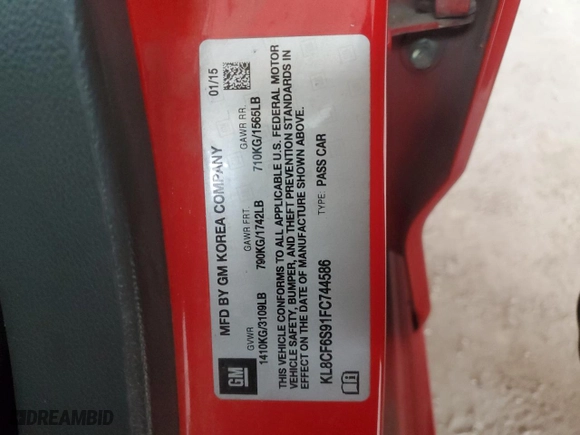 MFD BY GM KOREA COMPANY 01/15
GVWR GAWR FRT. GAWR RR.
1410KG/3109LB 790KG/1742LB 710KG/1565LB
THIS VEHICLE CONFORMS TO ALL APPLICABLE U.S. FEDERAL MOTOR
VEHICLE SAFETY, BUMPER, AND THEFT PREVENTION STANDARDS IN
EFFECT ON THE DATE OF MANUFACTURE SHOWN ABOVE.
KL8CF6S91FC744586 TYPE: PASS CAR
GM
DREAMBID